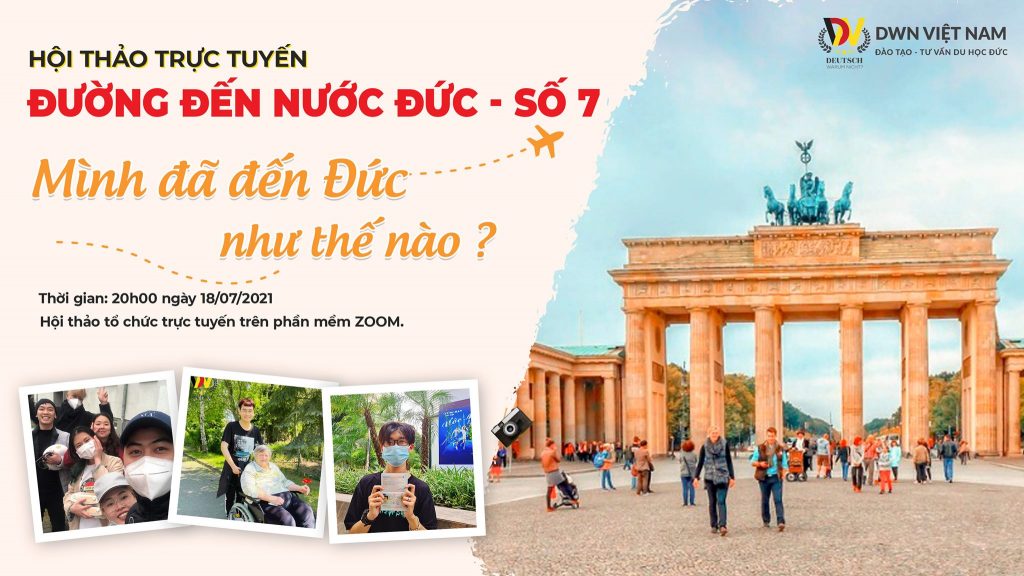 HỘI THẢO TRỰC TUYẾN
ĐƯỜNG ĐẾN NƯỚC ĐỨC - SỐ 7
Mình đã đến Đức
như thế nào ?
Thời gian: 20h00 ngày 18/07/2021
Hội thảo tổ chức trực tuyến trên phần mềm ZOOM.
DEUTSCH
WARUM NICHT?
DWN VIỆT NAM
ĐÀO TẠO - TƯ VẤN DU HỌC ĐỨC